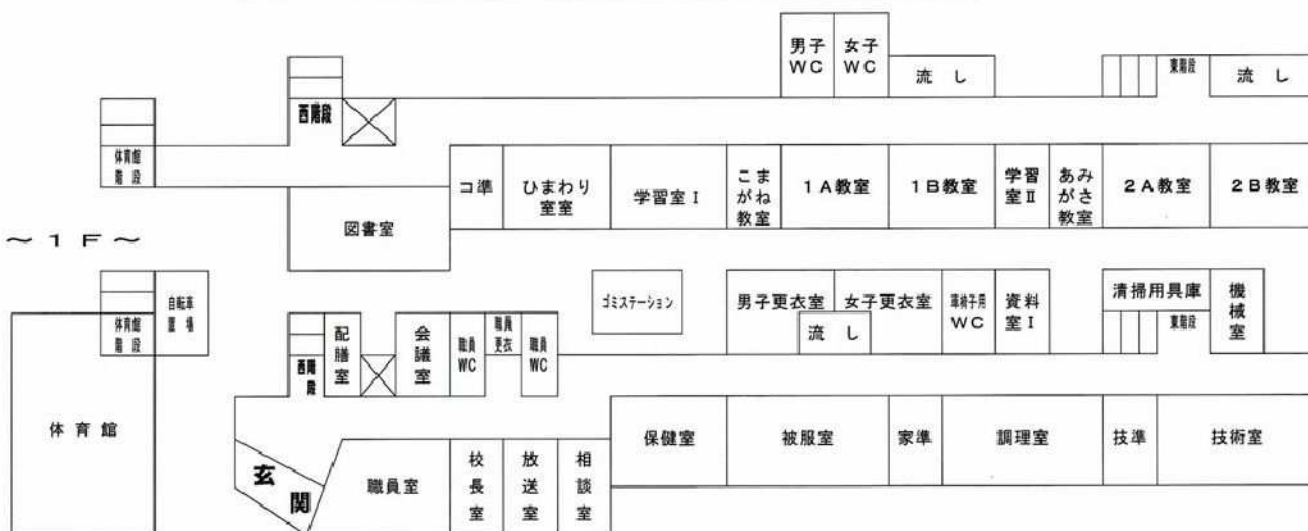 男子
WC
女子
WC
流し
東階段
流し
西階段
体育館
階段
コ準
ひまわり
室室
学習室Ⅰ
こま
がね
教室
1A教室
1B教室
学習
室Ⅱ
あみ
がさ
教室
2A教室
2B教室
図書室
～1F～
自転車
置場
体育館
階段
ゴミステーション
男子更衣室
女子更衣室
車椅子用
WC
資料
室Ⅰ
清掃用具庫
機械室
流し
東階段
西階段
配膳室
会議室
職員
WC
職員
更衣
職員
WC
体育館
保健室
被服室
家準
調理室
技準
技術室
玄関
職員室
校長室
放送室
相談室